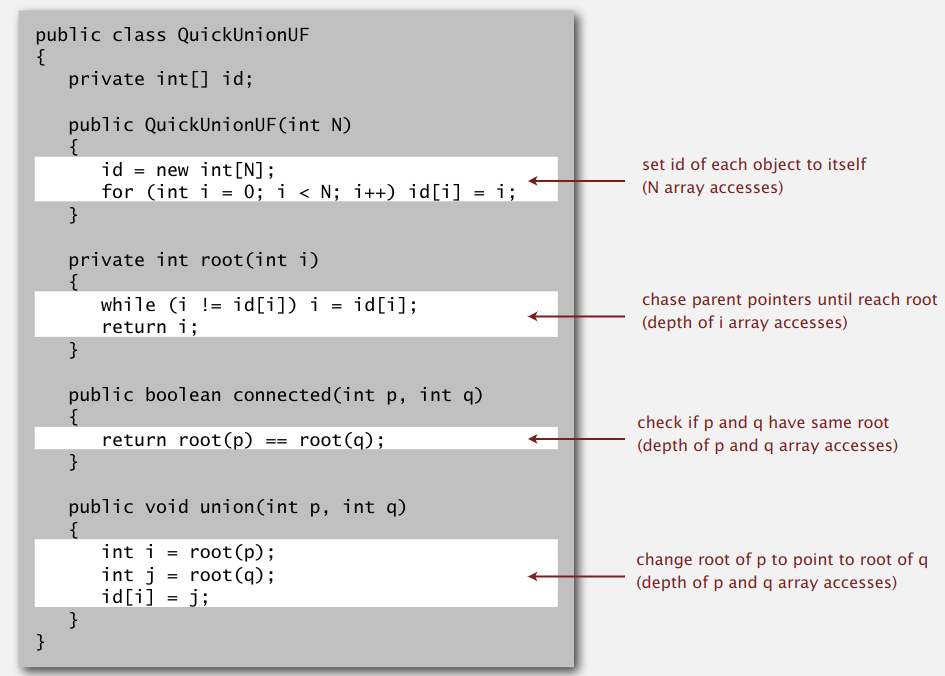 public class QuickUnionUF
{
private int[] id;
public QuickUnionUF(int N)
{
id = new int[N];
for (int i = 0; i < N; i++) id[i] = i;
}
set id of each object to itself
(N array accesses)
private int root(int i)
{
while (i != id[i]) i = id[i];
return i;
}
chase parent pointers until reach root
(depth of i array accesses)
public boolean connected(int p, int q)
{
return root(p) == root(q);
}
check if p and q have same root
(depth of p and q array accesses)
public void union(int p, int q)
{
int i = root(p);
int j = root(q);
id[i] = j;
}
}
change root of p to point to root of q
(depth of p and q array accesses)